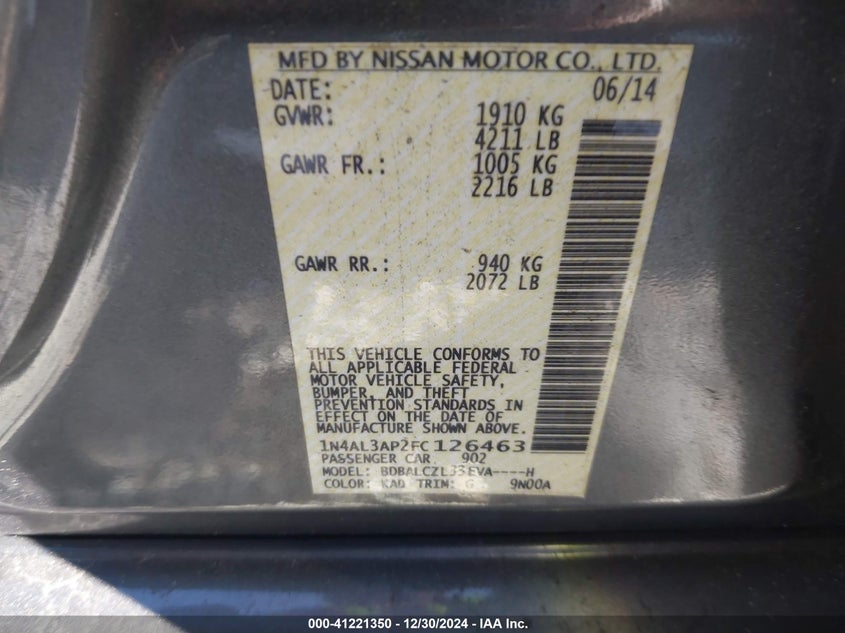 MFD BY NISSAN MOTOR CO., LTD.
DATE: 06/14
GVWR: 1910 KG
4211 LB
GAWR FR.: 1005 KG
2216 LB
GAWR RR.: 940 KG
2072 LB
THIS VEHICLE CONFORMS TO
ALL APPLICABLE FEDERAL
MOTOR VEHICLE SAFETY,
BUMPER, AND THEFT
PREVENTION STANDARDS IN
EFFECT ON THE DATE OF
MANUFACTURE SHOWN ABOVE.
1N4AL3AP2FC126463
PASSENGER CAR 902
MODEL: BDBALCZL33EVA----H
COLOR: KAD TRIM: G 9N00A
000-41221350 - 12/30/2024 - IAA Inc.